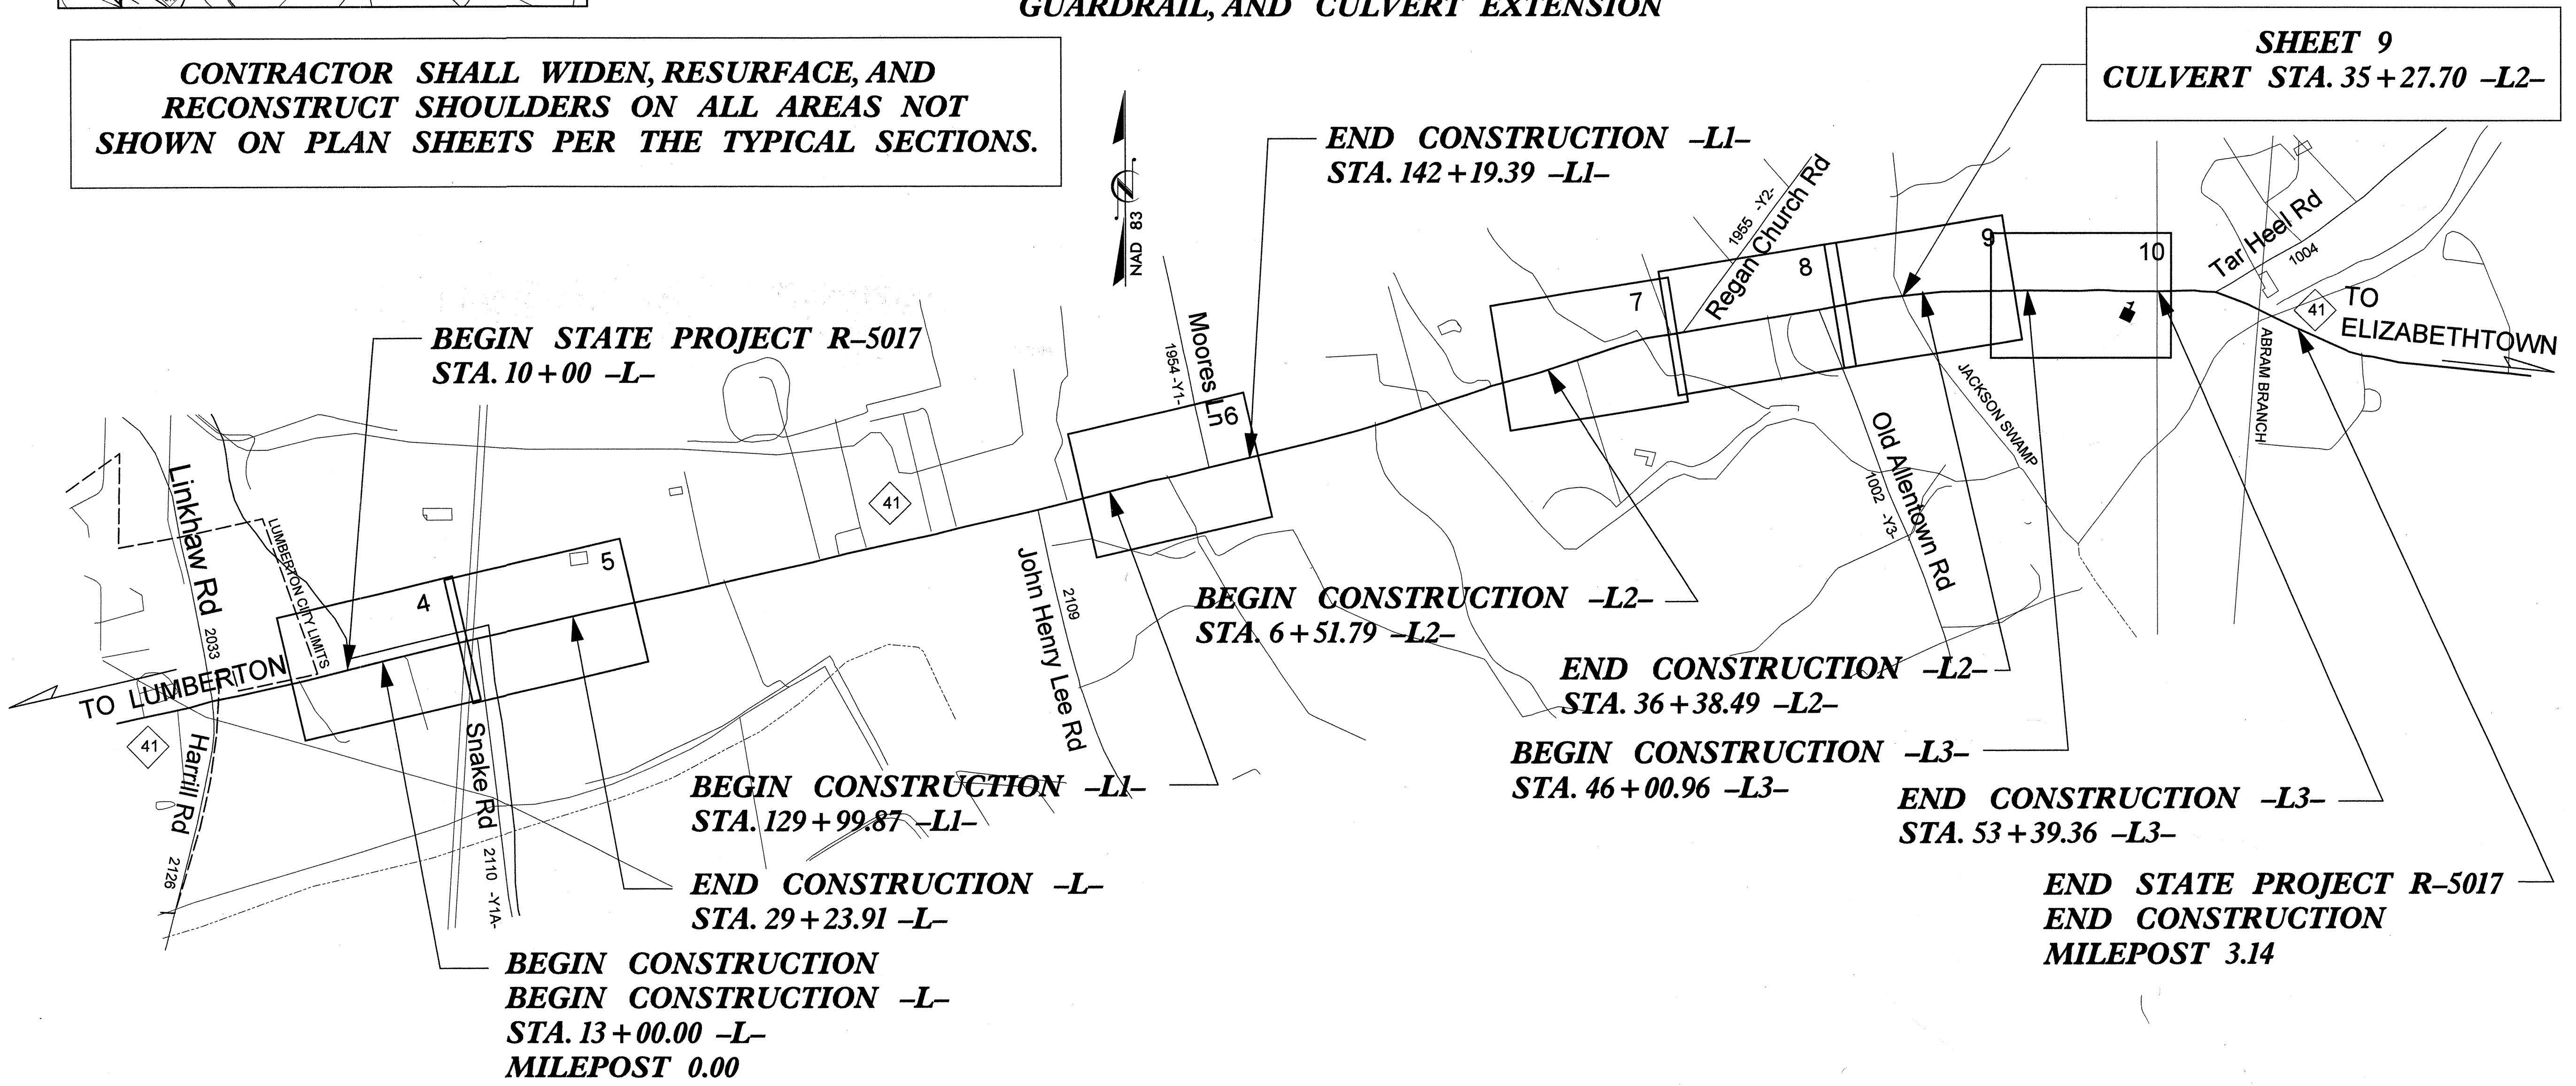 GUARDRAIL, AND CULVERT EXTENSION
CONTRACTOR SHALL WIDEN, RESURFACE, AND
RECONSTRUCT SHOULDERS ON ALL AREAS NOT
SHOWN ON PLAN SHEETS PER THE TYPICAL SECTIONS.
SHEET 9
CULVERT STA. 35+27.70 –L2–
END CONSTRUCTION –L1–
STA. 142+19.39 –L1–
NAD 83
BEGIN STATE PROJECT R–5017
STA. 10+00 –L–
Moores Ln
1954 -Y1-
6
7
1955 -Y2-
Regan Church Rd
8
9
10
Tar Heel Rd
1004
41
TO
ELIZABETHTOWN
ABRAM BRANCH
JACKSON SWAMP
Old Allentown Rd
1002 -Y3-
Linkhaw Rd
2033
LUMBERTON CITY LIMITS
4
5
41
TO LUMBERTON
41
Harrill Rd
2126
Snake Rd
2110 -Y1A-
John Henry Lee Rd
2109
BEGIN CONSTRUCTION –L2–
STA. 6+51.79 –L2–
END CONSTRUCTION –L2–
STA. 36+38.49 –L2–
BEGIN CONSTRUCTION –L3–
STA. 46+00.96 –L3–
BEGIN CONSTRUCTION –L1–
STA. 129+99.87 –L1–
END CONSTRUCTION –L3–
STA. 53+39.36 –L3–
END CONSTRUCTION –L–
STA. 29+23.91 –L–
END STATE PROJECT R–5017
END CONSTRUCTION
MILEPOST 3.14
BEGIN CONSTRUCTION
BEGIN CONSTRUCTION –L–
STA. 13+00.00 –L–
MILEPOST 0.00